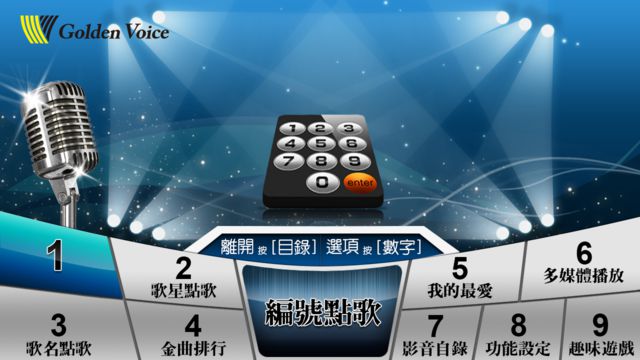 Golden Voice
1 2 3
4 5 6
7 8 9
0 enter
離開 按 [目錄] 選項 按 [數字]
1
2
歌星點歌
3
歌名點歌
4
金曲排行
編號點歌
5
我的最愛
6
多媒體播放
7
影音自錄
8
功能設定
9
趣味遊戲